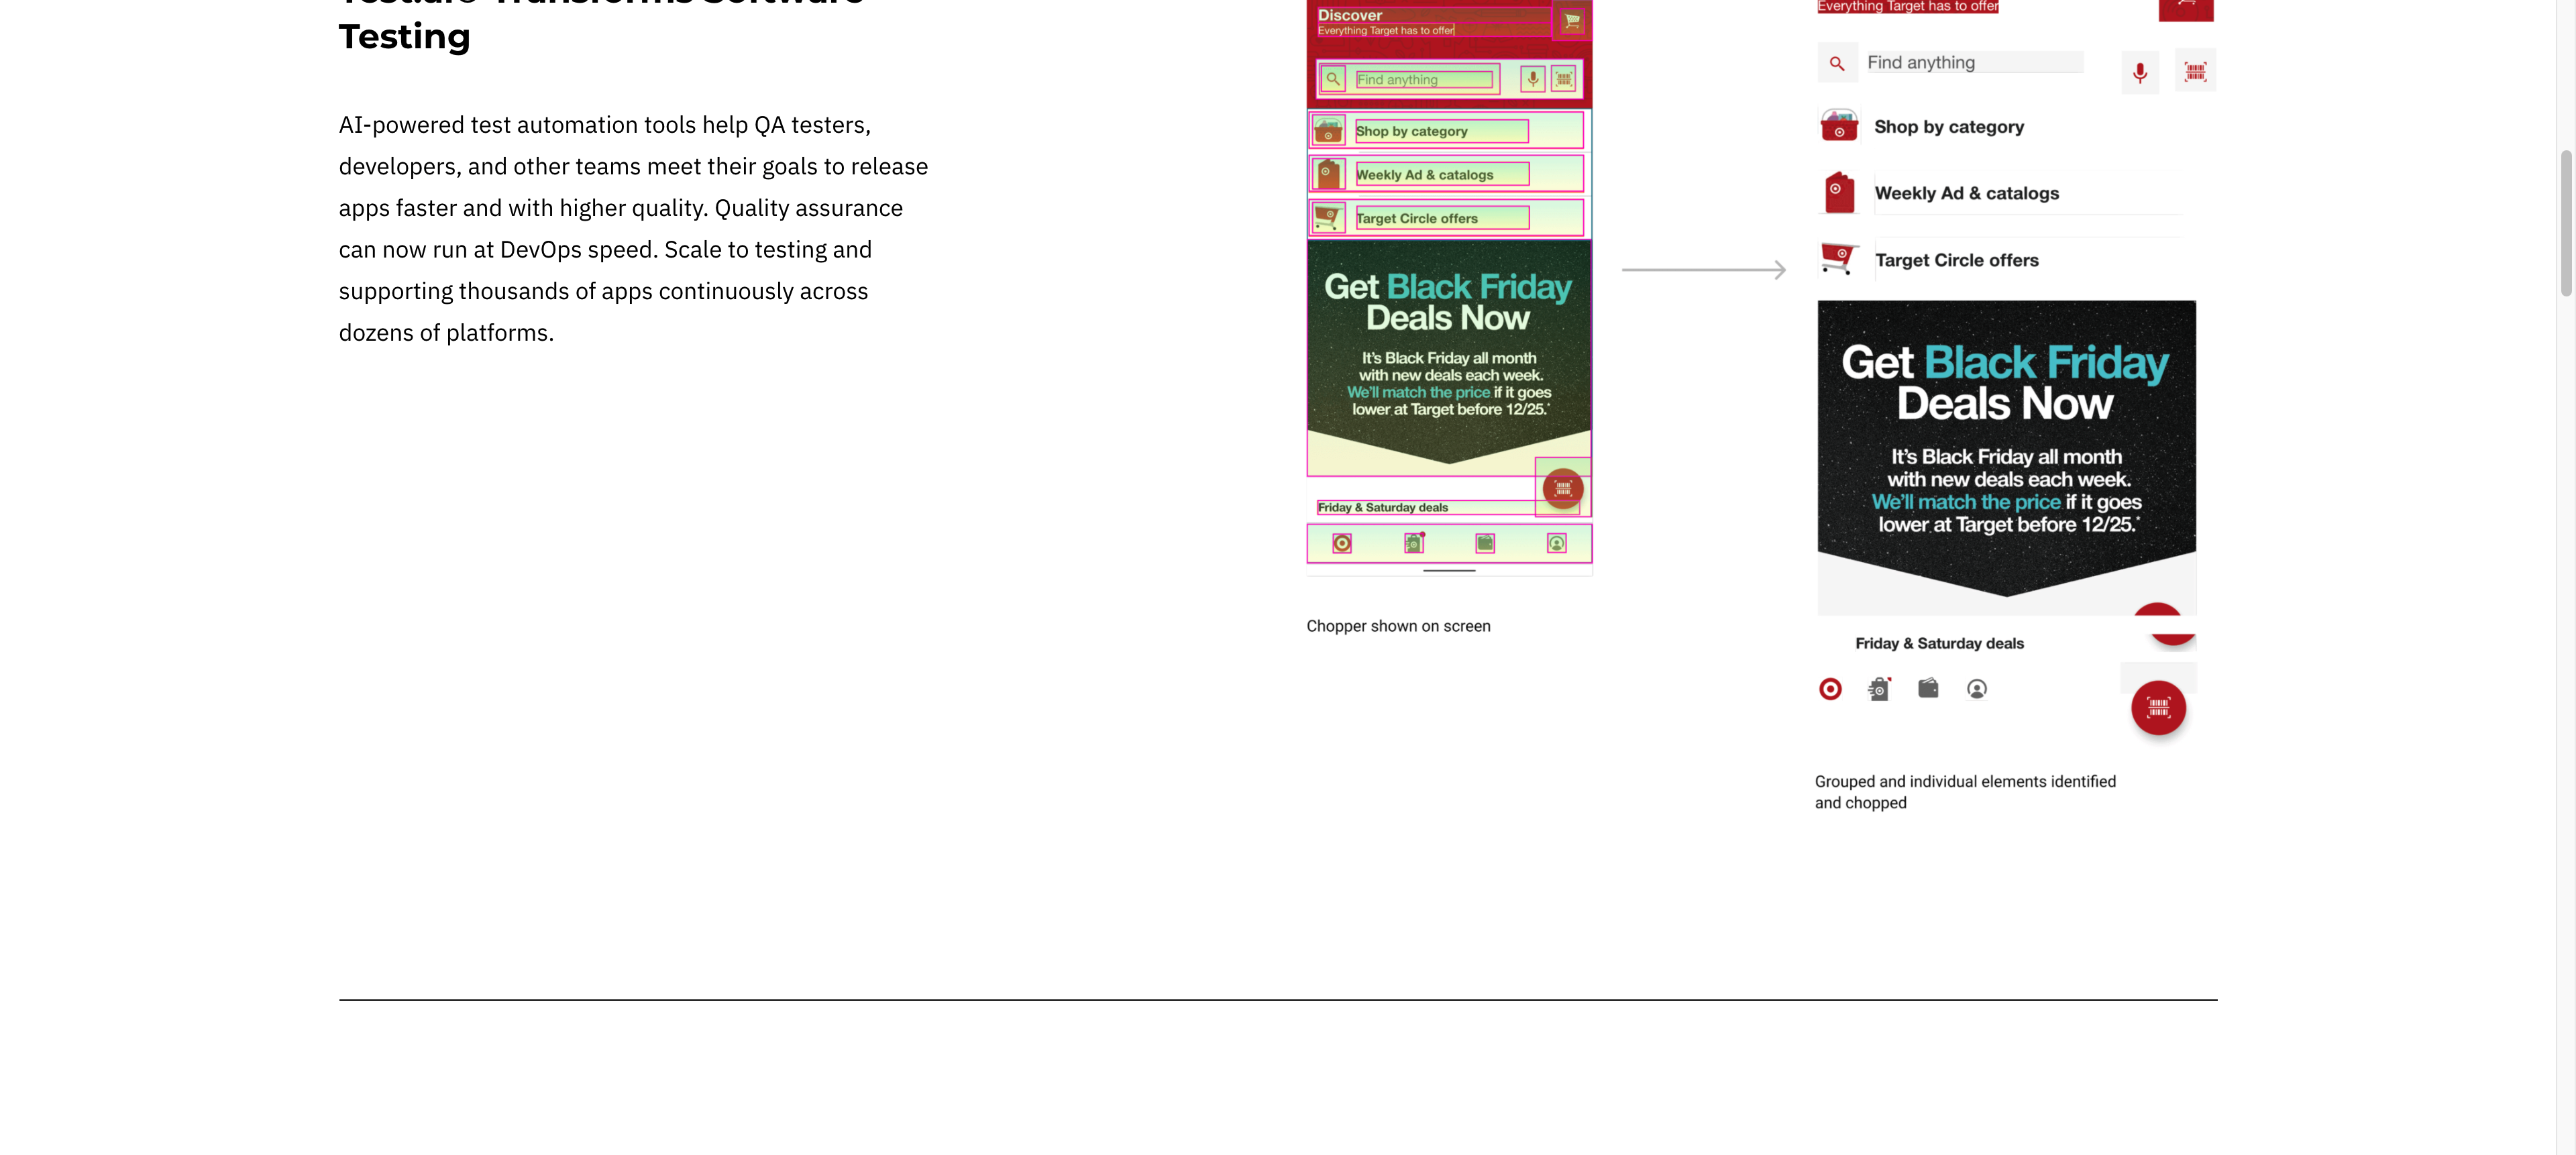 Test.ai® Transforms Software
Testing
AI-powered test automation tools help QA testers,
developers, and other teams meet their goals to release
apps faster and with higher quality. Quality assurance
can now run at DevOps speed. Scale to testing and
supporting thousands of apps continuously across
dozens of platforms.
Discover
Everything Target has to offer
Find anything
Shop by category
Weekly Ad & catalogs
Target Circle offers
Get Black Friday
Deals Now
It's Black Friday all month
with new deals each week.
We'll match the price if it goes
lower at Target before 12/25.*
Friday & Saturday deals
Chopper shown on screen
Everything Target has to offer
Find anything
Shop by category
Weekly Ad & catalogs
Target Circle offers
Get Black Friday
Deals Now
It's Black Friday all month
with new deals each week.
We'll match the price if it goes
lower at Target before 12/25.*
Friday & Saturday deals
Grouped and individual elements identified
and chopped